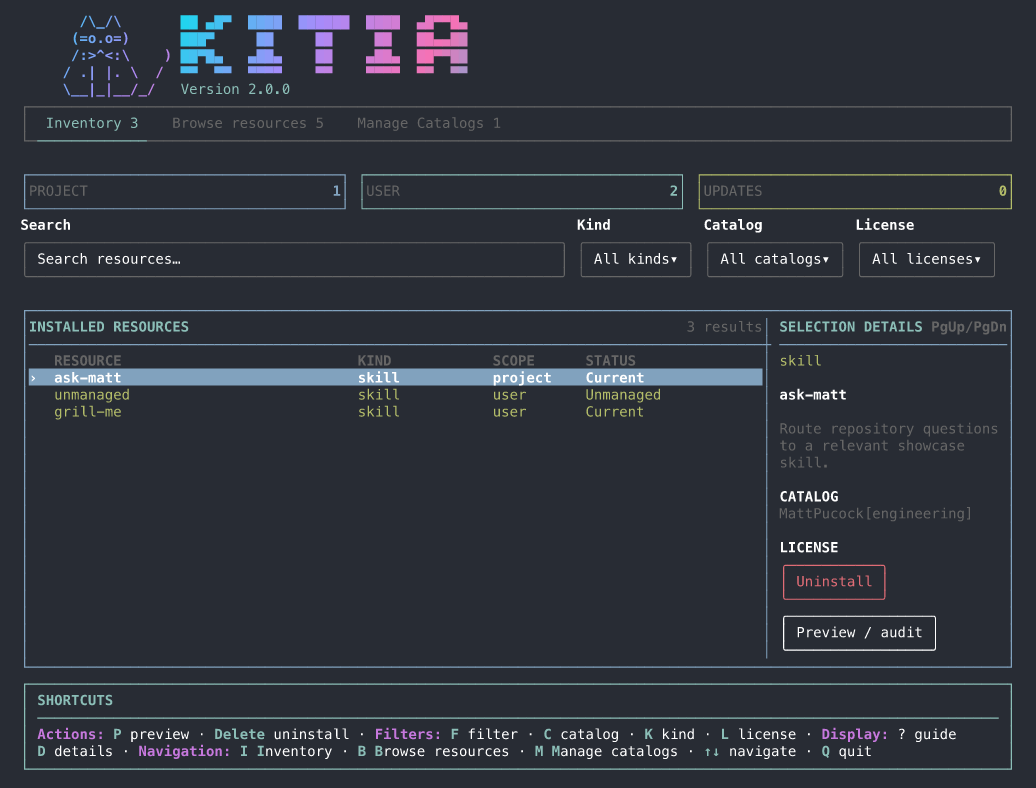 /\_/\
(=o.o=)
/:>^<:\     )
/ .| |. \  /
\__|_|__/_/
KITIA
Version 2.0.0
Inventory 3    Browse resources 5    Manage Catalogs 1
PROJECT 1    USER 2    UPDATES 0
Search    Kind    Catalog    License
Search resources…    All kinds▾    All catalogs▾    All licenses▾
INSTALLED RESOURCES    3 results
RESOURCE    KIND    SCOPE    STATUS
› ask-matt    skill    project    Current
unmanaged    skill    user    Unmanaged
grill-me    skill    user    Current
SELECTION DETAILS PgUp/PgDn
skill
ask-matt
Route repository questions
to a relevant showcase
skill.
CATALOG
MattPucock[engineering]
LICENSE
Uninstall
Preview / audit
SHORTCUTS
Actions: P preview · Delete uninstall · Filters: F filter · C catalog · K kind · L license · Display: ? guide
D details · Navigation: I Inventory · B Browse resources · M Manage catalogs · ↑↓ navigate · Q quit